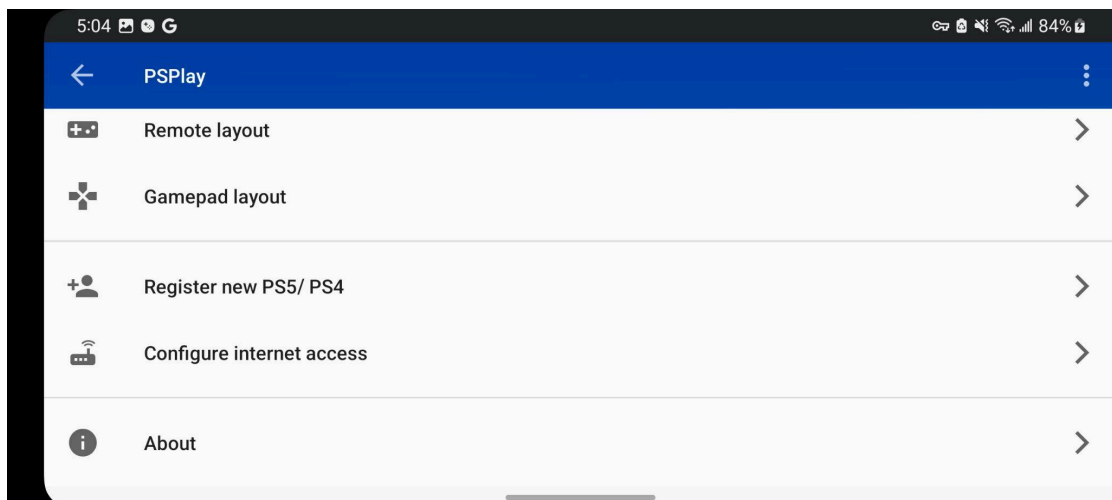 5:04 G 84%
PSPlay
Remote layout
Gamepad layout
Register new PS5/ PS4
Configure internet access
About